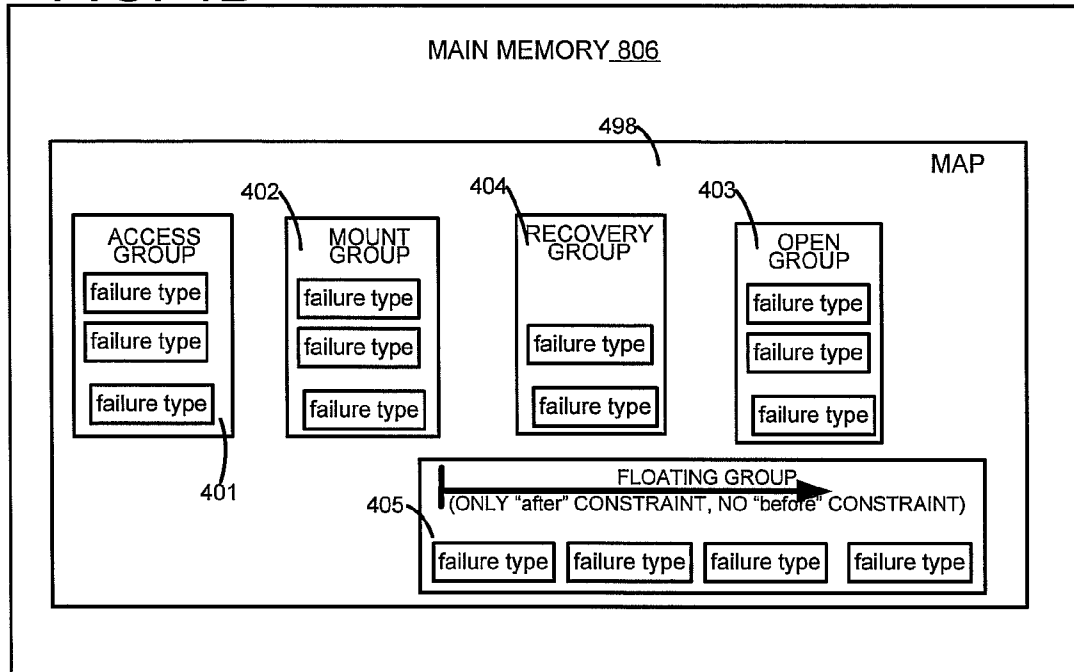 MAIN MEMORY 806
498
MAP
402
404
403
ACCESS
GROUP
failure type
failure type
failure type
401
MOUNT
GROUP
failure type
failure type
failure type
RECOVERY
GROUP
failure type
failure type
OPEN
GROUP
failure type
failure type
failure type
405
FLOATING GROUP
(ONLY "after" CONSTRAINT, NO "before" CONSTRAINT)
failure type failure type failure type failure type